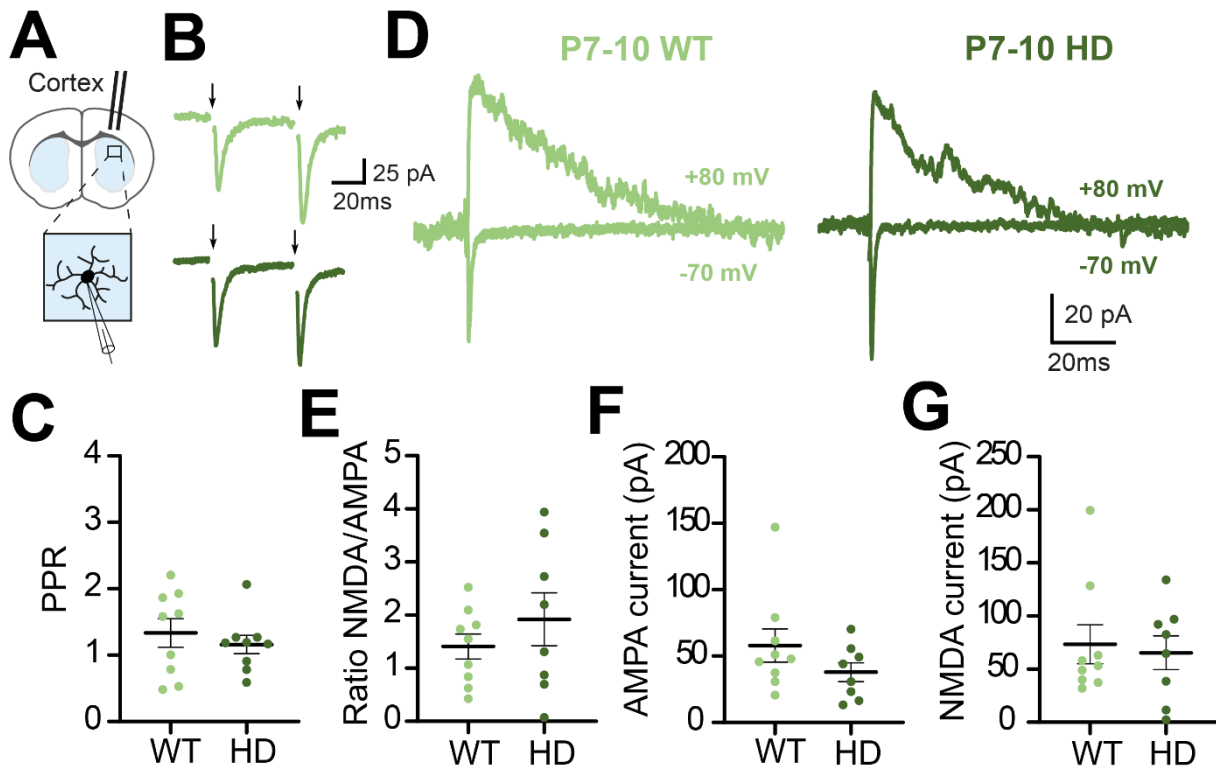 A
Cortex
B
25 pA
20ms
D
P7-10 WT
P7-10 HD
+80 mV
-70 mV
+80 mV
-70 mV
20 pA
20ms
C
PPR
4
3
2
1
0
WT
HD
E
Ratio NMDA/AMPA
5
4
3
2
1
0
WT
HD
F
AMPA current (pA)
200
150
100
50
0
WT
HD
G
NMDA current (pA)
250
200
150
100
50
0
WT
HD